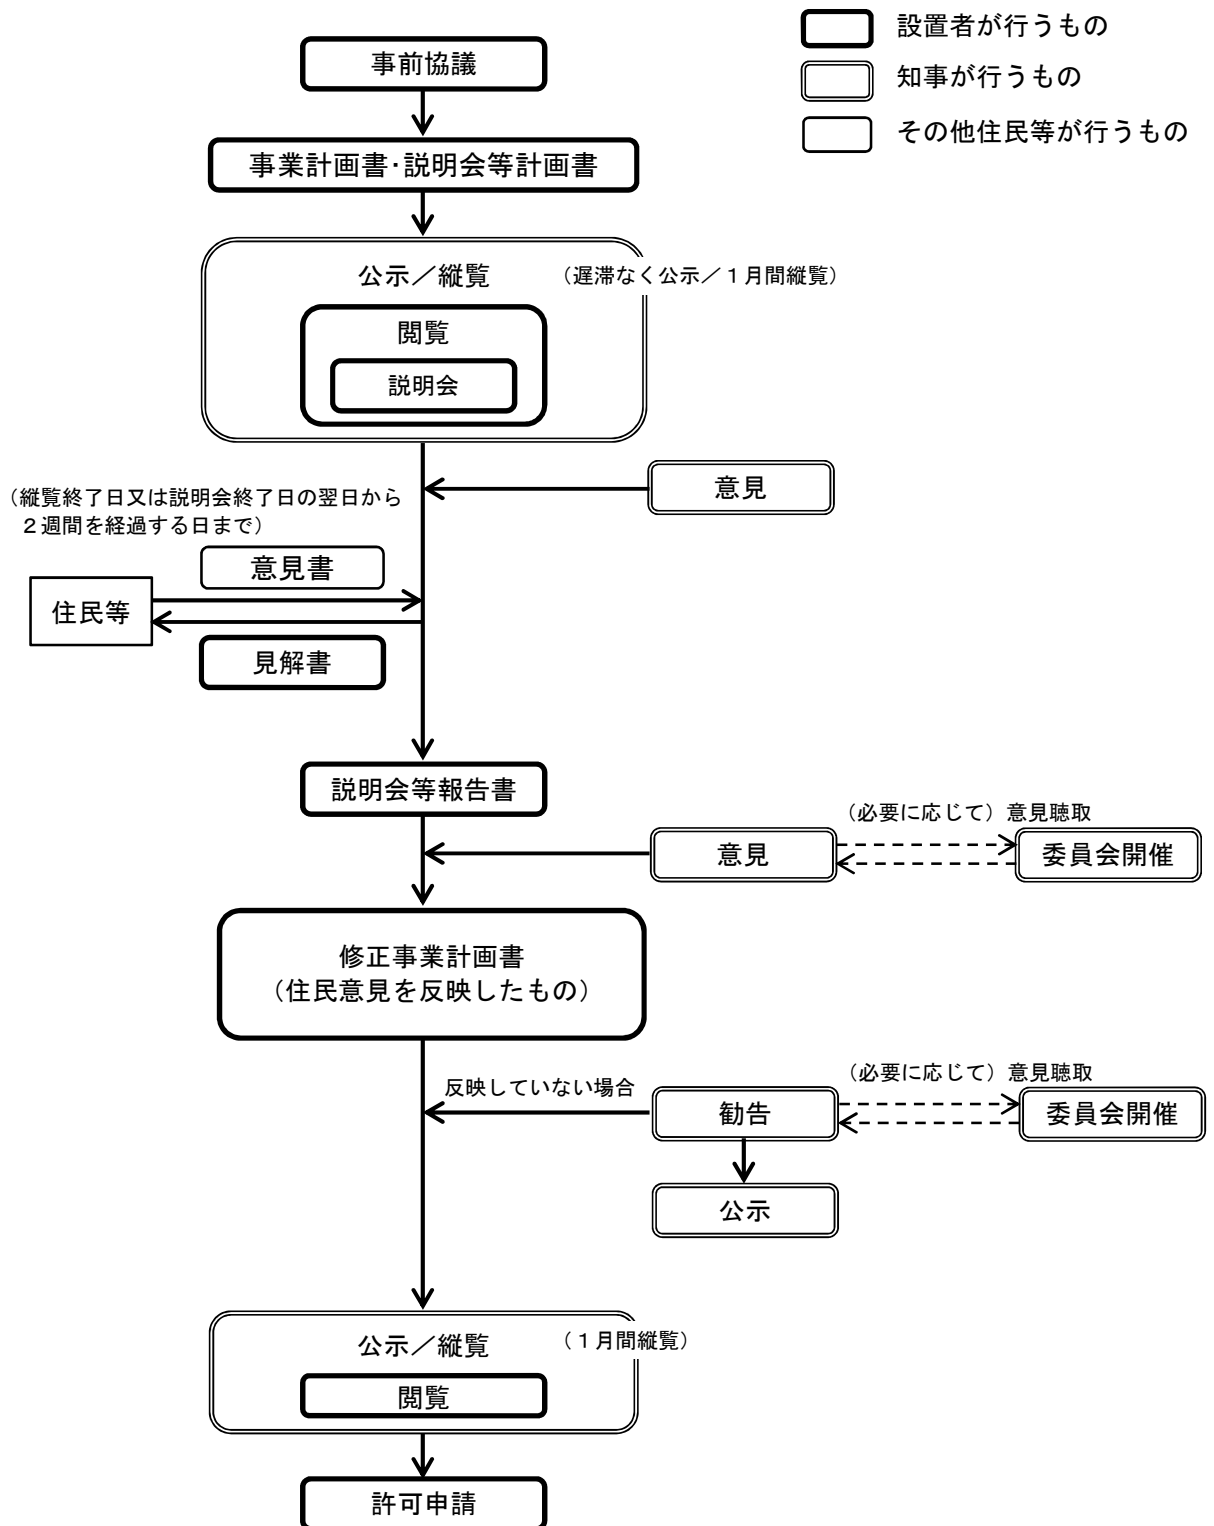 設置者が行うもの
知事が行うもの
その他住民等が行うもの
事前協議
事業計画書・説明会等計画書
公示／縦覧
（遅滞なく公示／１月間縦覧）
閲覧
説明会
意見
（縦覧終了日又は説明会終了日の翌日から
２週間を経過する日まで）
意見書
住民等
見解書
説明会等報告書
（必要に応じて）意見聴取
意見
委員会開催
修正事業計画書
（住民意見を反映したもの）
反映していない場合
（必要に応じて）意見聴取
勧告
委員会開催
公示
公示／縦覧
（１月間縦覧）
閲覧
許可申請